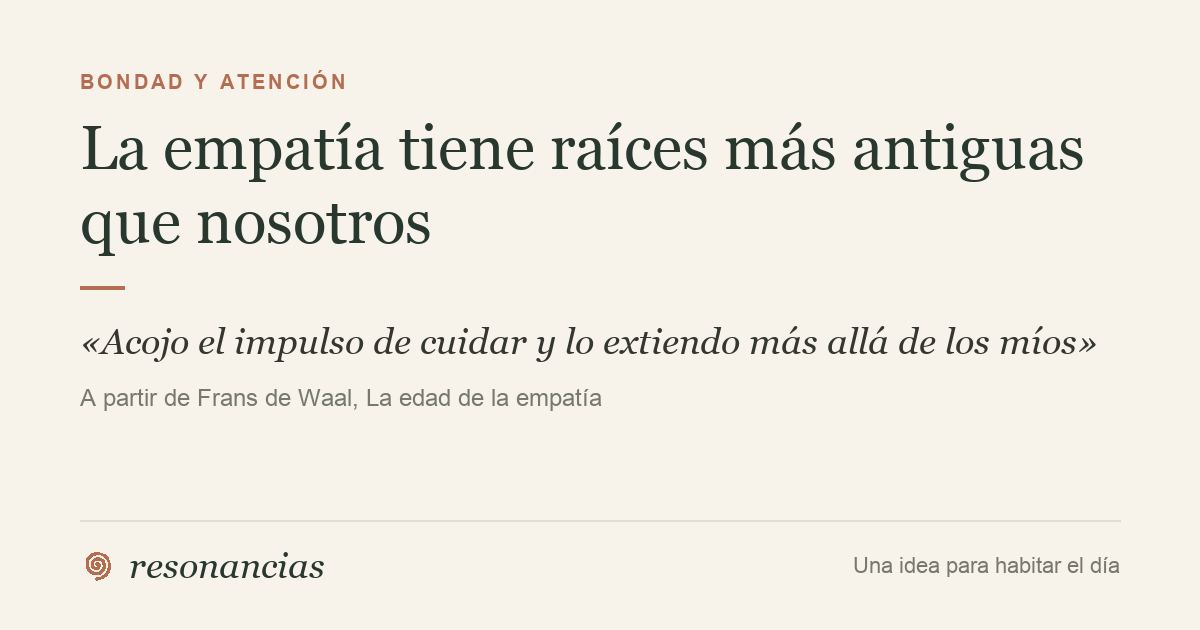 BONDAD Y ATENCIÓN
La empatía tiene raíces más antiguas
que nosotros
«Acojo el impulso de cuidar y lo extiendo más allá de los míos»
A partir de Frans de Waal, La edad de la empatía
resonancias
Una idea para habitar el día